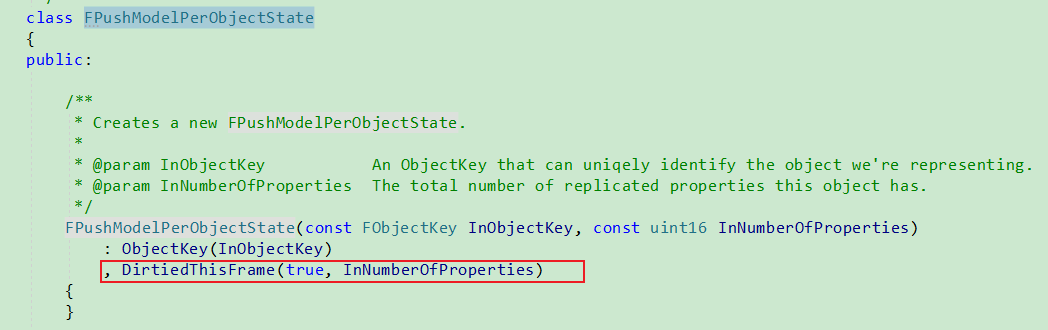 class FPushModelPerObjectState
{
public:
/**
* Creates a new FPushModelPerObjectState.
*
* @param InObjectKey An ObjectKey that can uniqely identify the object we're representing.
* @param InNumberOfProperties The total number of replicated properties this object has.
*/
FPushModelPerObjectState(const FObjectKey InObjectKey, const uint16 InNumberOfProperties)
: ObjectKey(InObjectKey)
, DirtiedThisFrame(true, InNumberOfProperties)
{
}